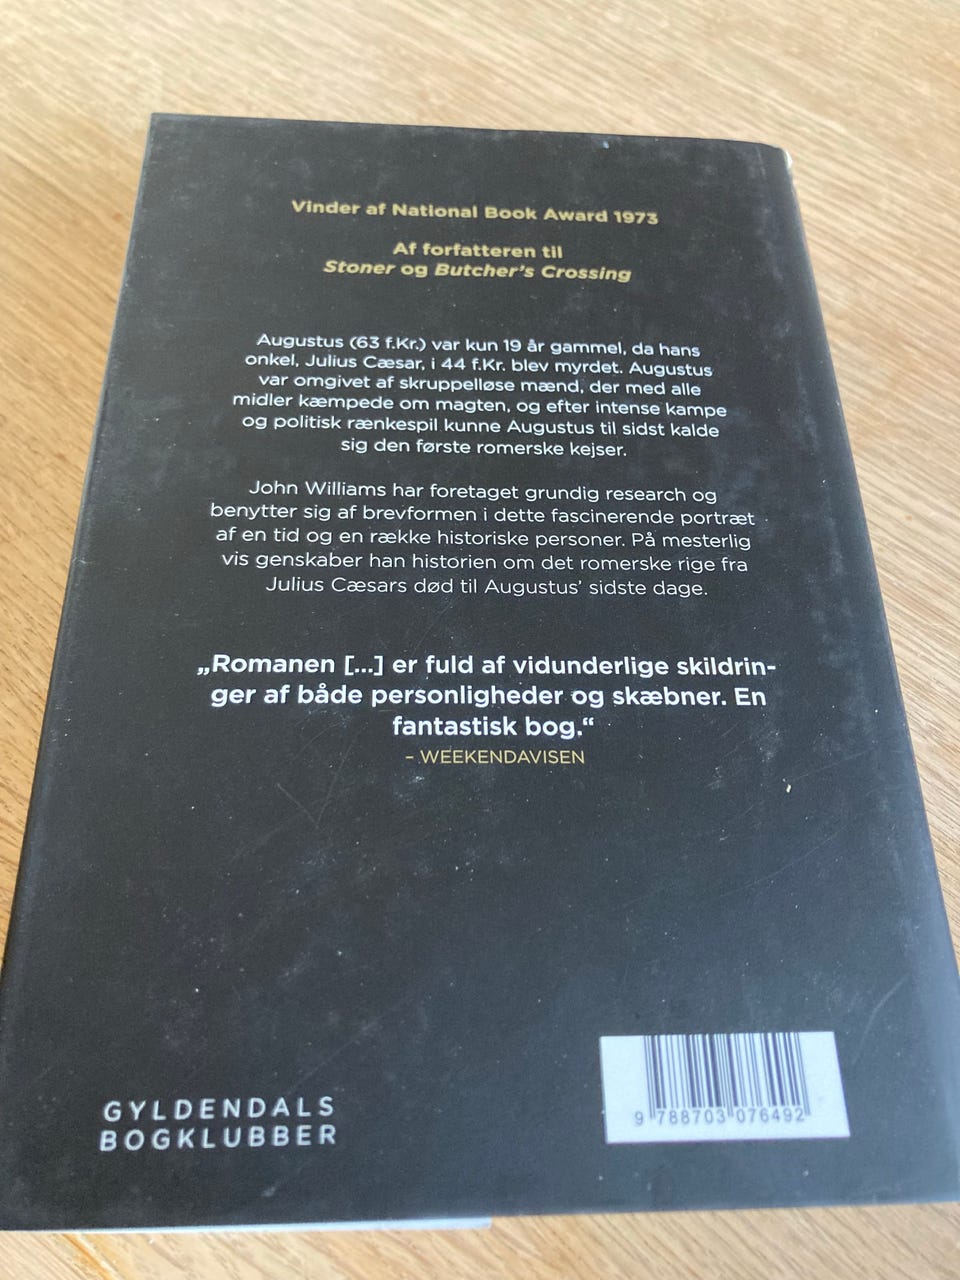 Vinder af National Book Award 1973
Af forfatteren til
Stoner og Butcher's Crossing
Augustus (63 f.Kr.) var kun 19 år gammel, da hans
onkel, Julius Cæsar, i 44 f.Kr. blev myrdet. Augustus
var omgivet af skruppelløse mænd, der med alle
midler kæmpede om magten, og efter intense kampe
og politisk rænkespil kunne Augustus til sidst kalde
sig den første romerske kejser.
John Williams har foretaget grundig research og
benytter sig af brevformen i dette fascinerende portræt
af en tid og en række historiske personer. På mesterlig
vis genskaber han historien om det romerske rige fra
Julius Cæsars død til Augustus' sidste dage.
„Romanen [...] er fuld af vidunderlige skildrin-
ger af både personligheder og skæbner. En
fantastisk bog.“
– WEEKENDAVISEN
GYLDENDALS
BOGKLUBBER
9 788703 076492